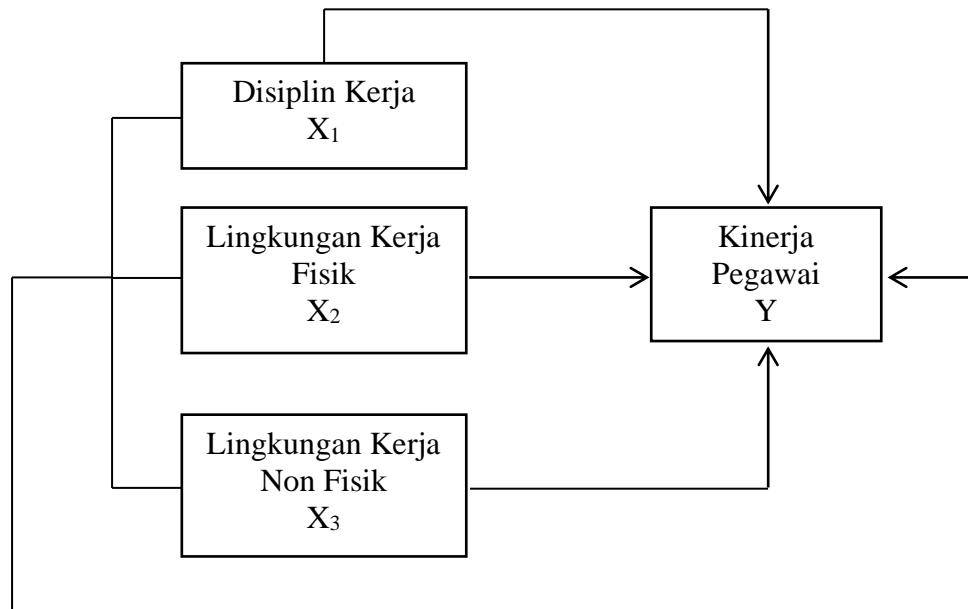 Disiplin Kerja
X₁
Lingkungan Kerja
Fisik
X₂
Lingkungan Kerja
Non Fisik
X₃
Kinerja
Pegawai
Y